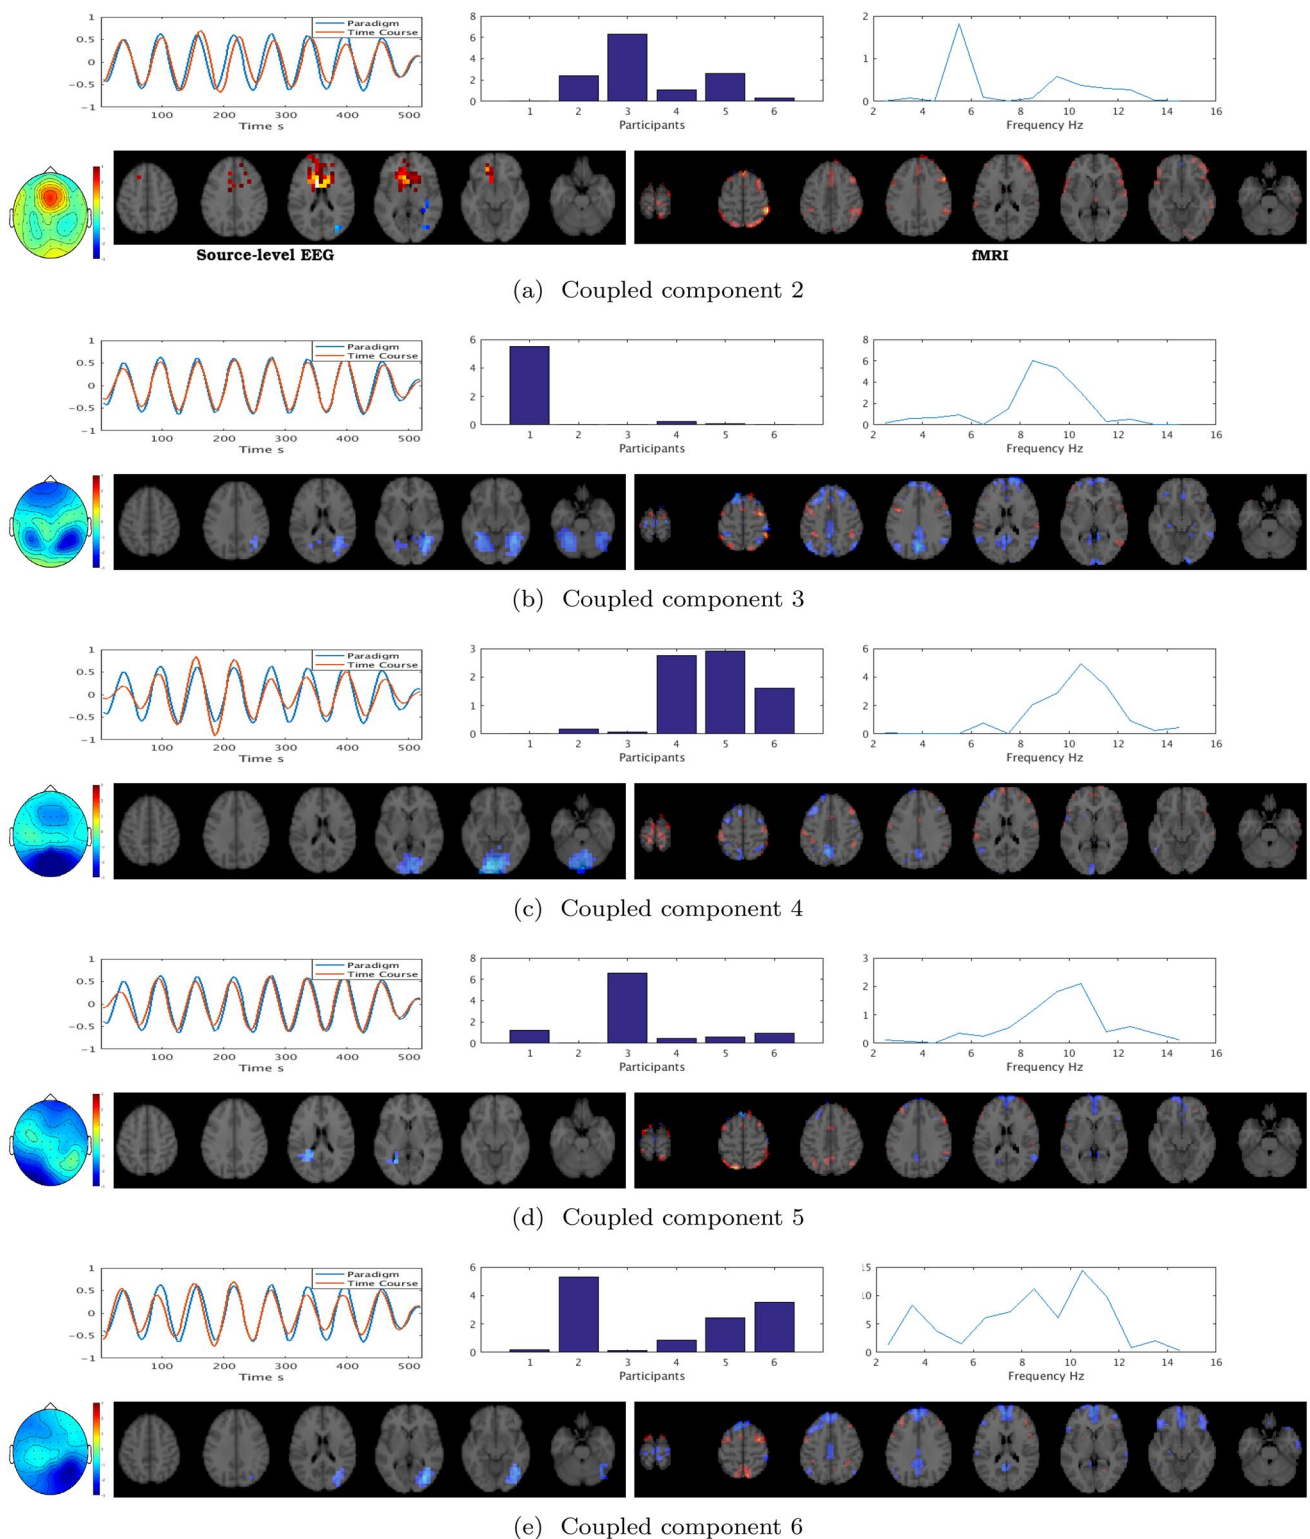 1
0.5
0
−0.5
−1
100 200 300 400 500
Time s
Paradigm
Time Course
8
6
4
2
0
1 2 3 4 5 6
Participants
2
1
0
2 4 6 8 10 12 14 16
Frequency Hz
Source-level EEG
fMRI
(a) Coupled component 2
1
0.5
0
−0.5
−1
100 200 300 400 500
Time s
Paradigm
Time Course
6
4
2
0
1 2 3 4 5 6
Participants
8
6
4
2
0
2 4 6 8 10 12 14 16
Frequency Hz
(b) Coupled component 3
1
0.5
0
−0.5
−1
100 200 300 400 500
Time s
Paradigm
Time Course
3
2
1
0
1 2 3 4 5 6
Participants
6
4
2
0
2 4 6 8 10 12 14 16
Frequency Hz
(c) Coupled component 4
1
0.5
0
−0.5
−1
100 200 300 400 500
Time s
Paradigm
Time Course
8
6
4
2
0
1 2 3 4 5 6
Participants
3
2
1
0
2 4 6 8 10 12 14 16
Frequency Hz
(d) Coupled component 5
1
0.5
0
−0.5
−1
100 200 300 400 500
Time s
Paradigm
Time Course
6
4
2
0
1 2 3 4 5 6
Participants
15
10
5
0
2 4 6 8 10 12 14 16
Frequency Hz
(e) Coupled component 6